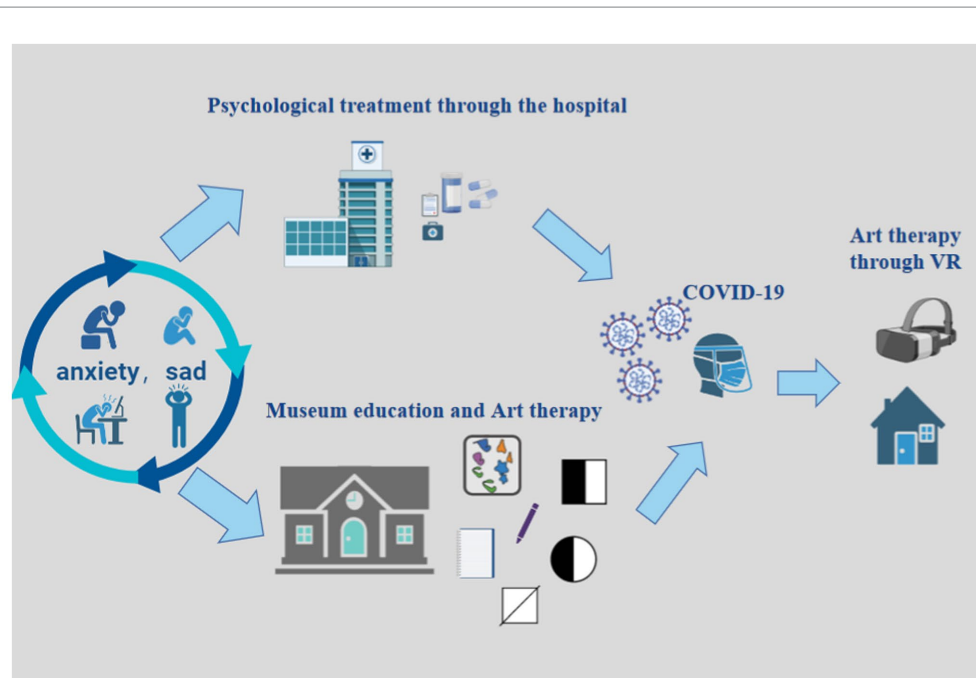 Psychological treatment through the hospital
Art therapy
through VR
COVID-19
anxiety, sad
Museum education and Art therapy